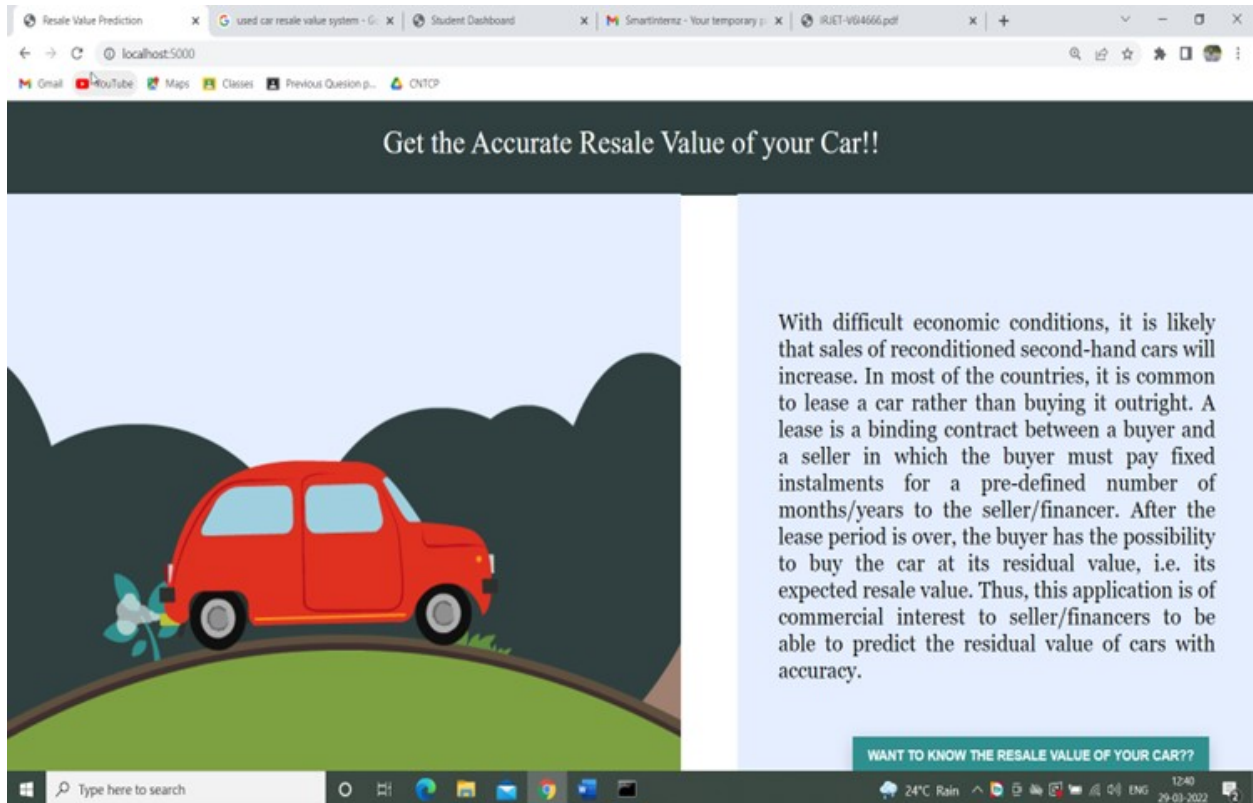 Resale Value Prediction
used car resale value system - G
Student Dashboard
Smartinternz - Your temporary p
IRJET-V6I4666.pdf
localhost:5000
Gmail
YouTube
Maps
Classes
Previous Quesion p...
CNTCP
Get the Accurate Resale Value of your Car!!
With difficult economic conditions, it is likely
that sales of reconditioned second-hand cars will
increase. In most of the countries, it is common
to lease a car rather than buying it outright. A
lease is a binding contract between a buyer and
a seller in which the buyer must pay fixed
instalments for a pre-defined number of
months/years to the seller/financer. After the
lease period is over, the buyer has the possibility
to buy the car at its residual value, i.e. its
expected resale value. Thus, this application is of
commercial interest to seller/financers to be
able to predict the residual value of cars with
accuracy.
WANT TO KNOW THE RESALE VALUE OF YOUR CAR??
Type here to search
24°C Rain
ENG
12:40
29-03-2022
2